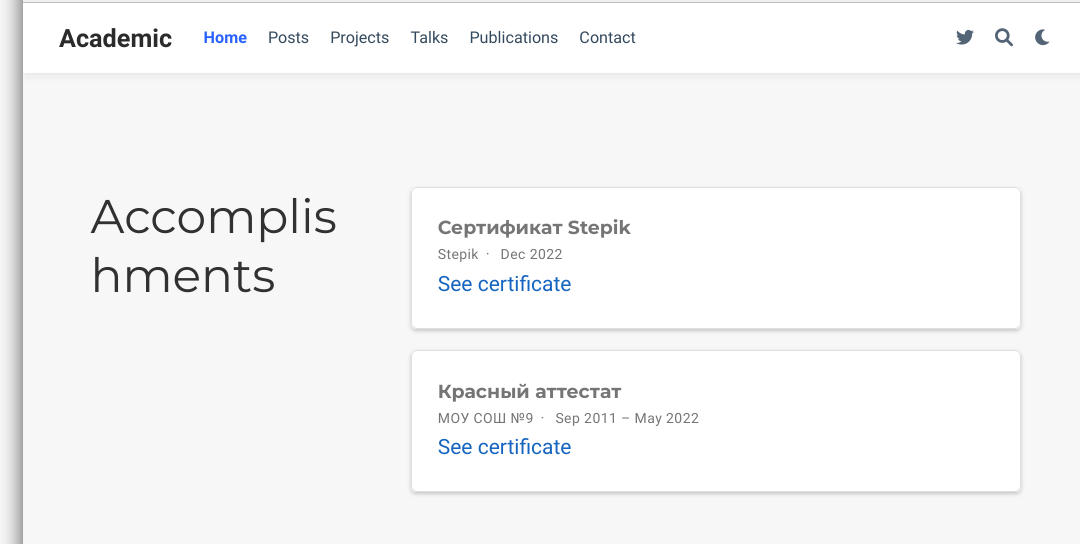 Academic Home Posts Projects Talks Publications Contact
Accomplis
hments
Сертификат Stepik
Stepik · Dec 2022
See certificate
Красный аттестат
МОУ СОШ №9 · Sep 2011 – May 2022
See certificate